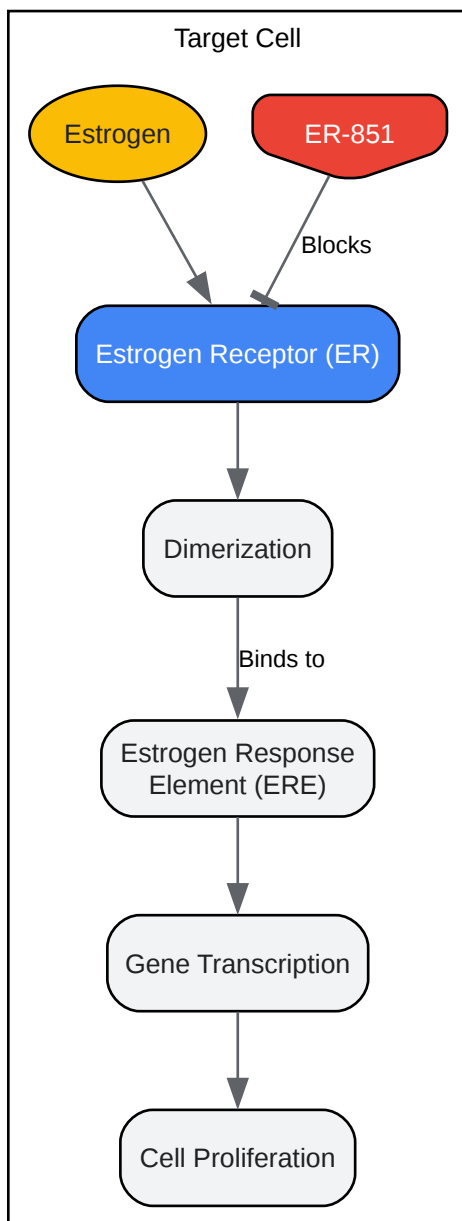 Target Cell
Estrogen
ER-851
Blocks
Estrogen Receptor (ER)
Dimerization
Binds to
Estrogen Response
Element (ERE)
Gene Transcription
Cell Proliferation